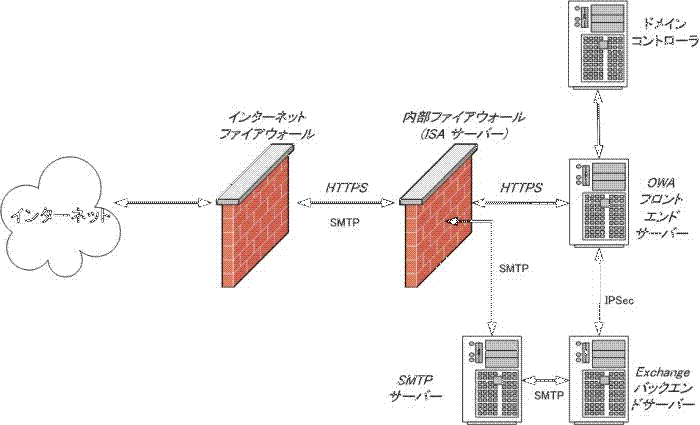 ドメイン
コントローラ
インターネット
ファイアウォール
内部ファイアウォール
(ISA サーバー)
インターネット
HTTPS
SMTP
HTTPS
OWA
フロント
エンド
サーバー
SMTP
IPSec
SMTP
サーバー
SMTP
Exchange
バックエン
ドサーバー